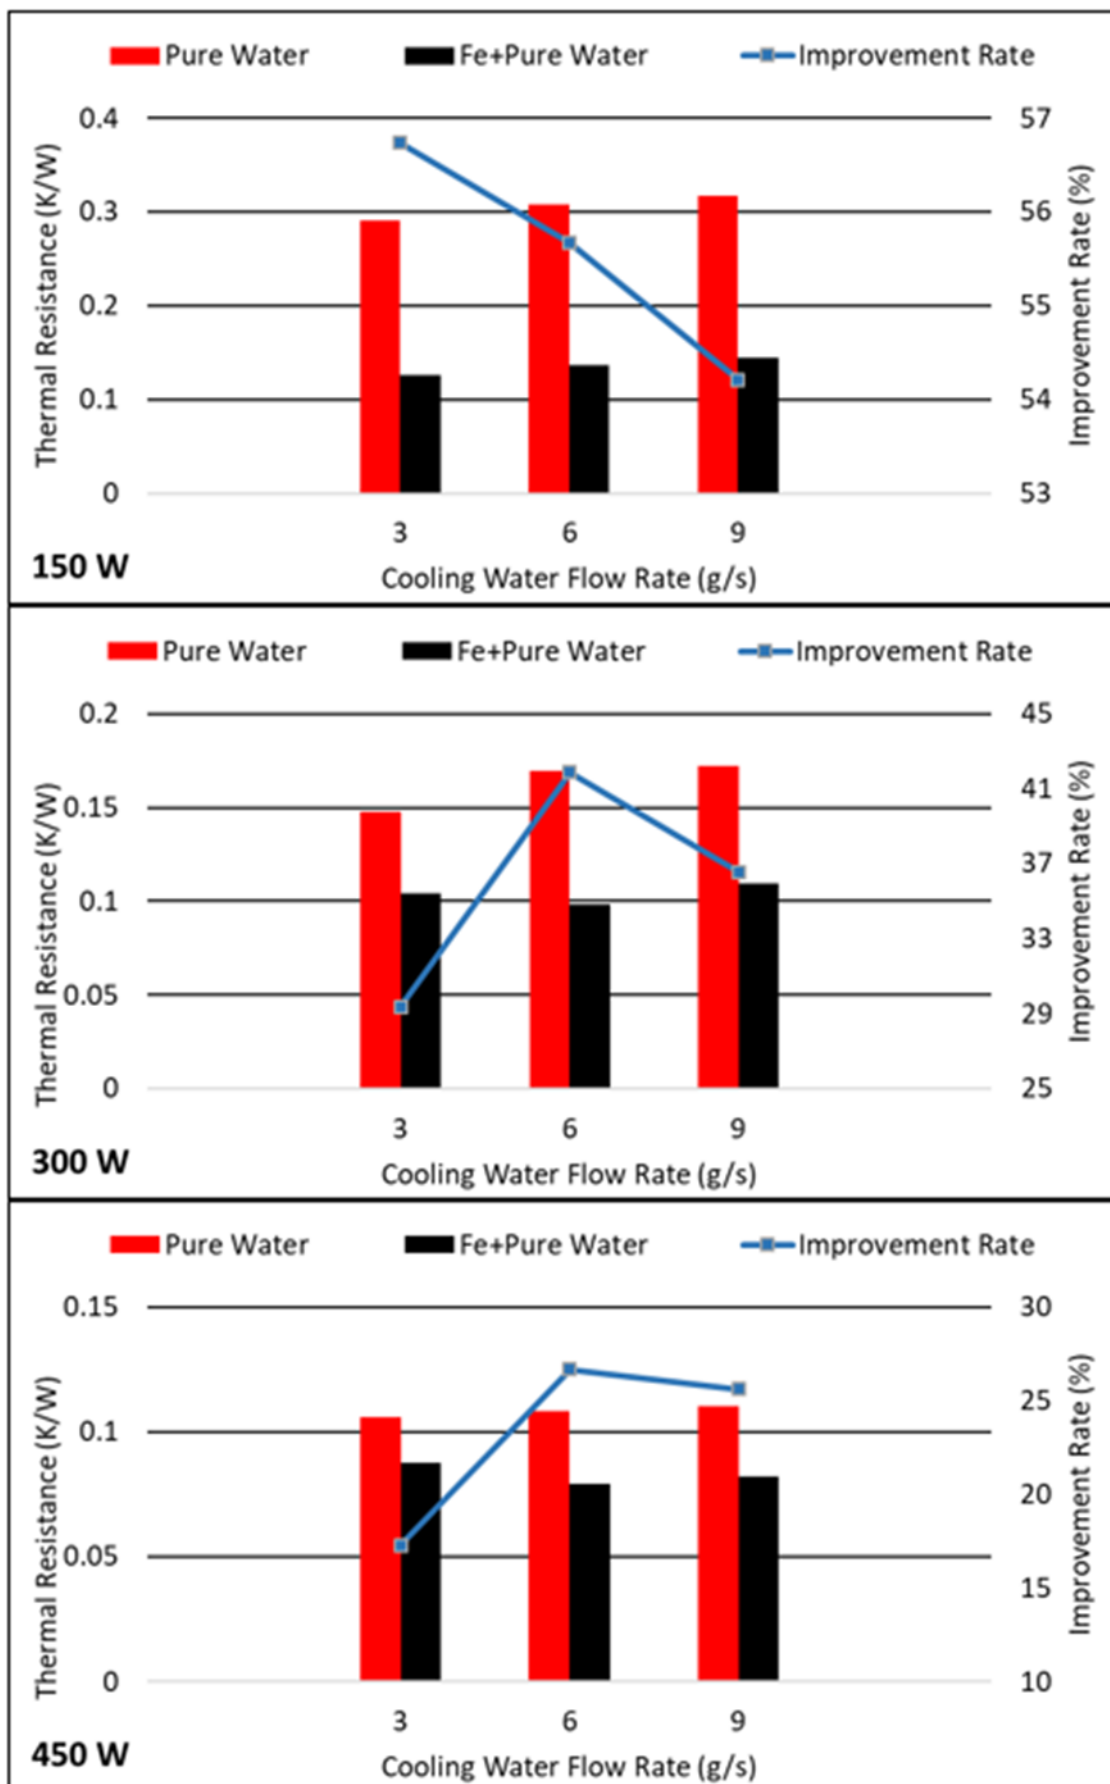 Pure Water Fe+Pure Water Improvement Rate
Thermal Resistance (K/W)
0.4
0.3
0.2
0.1
0
57
56
55
54
53
Improvement Rate (%)
3 6 9
Cooling Water Flow Rate (g/s)
150 W
Pure Water Fe+Pure Water Improvement Rate
Thermal Resistance (K/W)
0.2
0.15
0.1
0.05
0
45
41
37
33
29
25
Improvement Rate (%)
3 6 9
Cooling Water Flow Rate (g/s)
300 W
Pure Water Fe+Pure Water Improvement Rate
Thermal Resistance (K/W)
0.15
0.1
0.05
0
30
25
20
15
10
Improvement Rate (%)
3 6 9
Cooling Water Flow Rate (g/s)
450 W